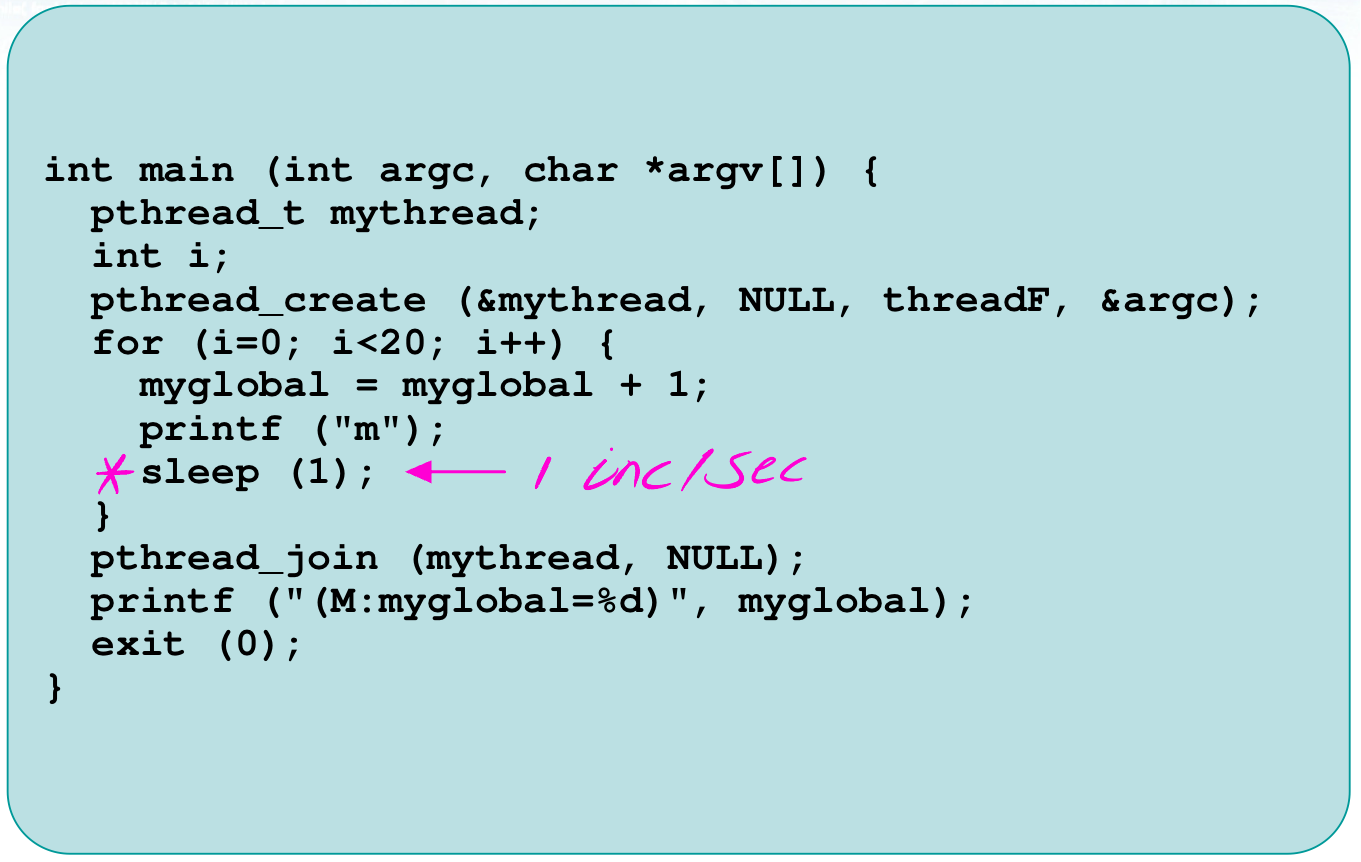 int main (int argc, char *argv[]) {
pthread_t mythread;
int i;
pthread_create (&mythread, NULL, threadF, &argc);
for (i=0; i<20; i++) {
myglobal = myglobal + 1;
printf ("m");
* sleep (1); 1 inc/sec
}
pthread_join (mythread, NULL);
printf ("(M:myglobal=%d)", myglobal);
exit (0);
}